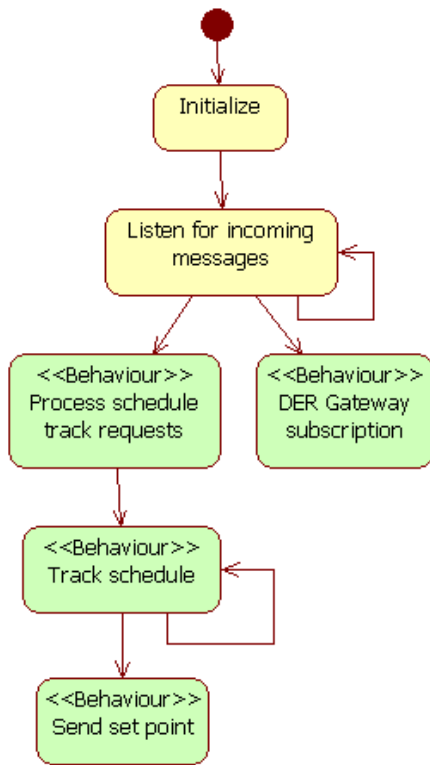 Initialize
Listen for incoming
messages
<<Behaviour>>
Process schedule
track requests
<<Behaviour>>
DER Gateway
subscription
<<Behaviour>>
Track schedule
<<Behaviour>>
Send set point